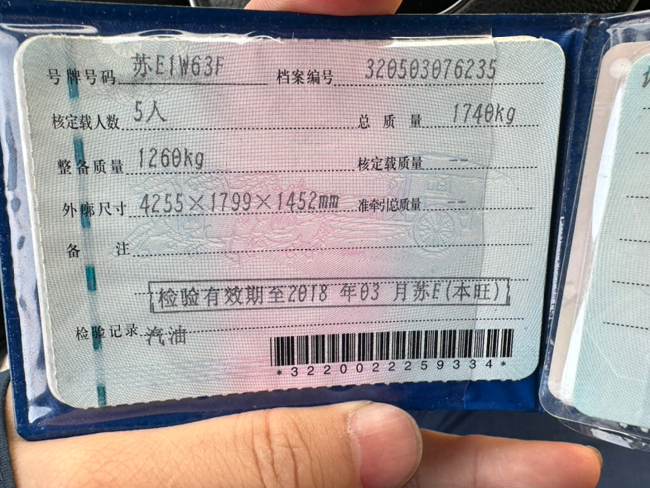 号牌号码 苏E1W63F 档案编号 320503076235
核定载人数 5人 总质量 1740kg
整备质量 1260kg 核定载质量 --
外廓尺寸 4255×1799×1452mm 准牵引总质量 --
备注
检验有效期至2018年03月苏E(本旺)
检验记录 汽油
*3220022259334*